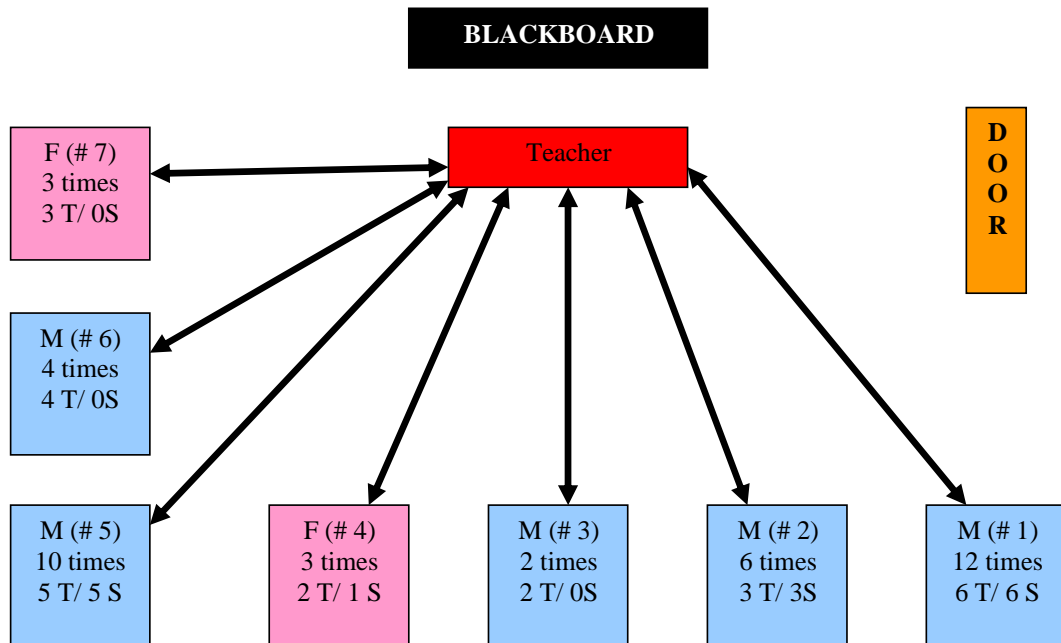 BLACKBOARD
Teacher
D
O
O
R
F (# 7)
3 times
3 T/ 0S
M (# 6)
4 times
4 T/ 0S
M (# 5)
10 times
5 T/ 5 S
F (# 4)
3 times
2 T/ 1 S
M (# 3)
2 times
2 T/ 0S
M (# 2)
6 times
3 T/ 3S
M (# 1)
12 times
6 T/ 6 S